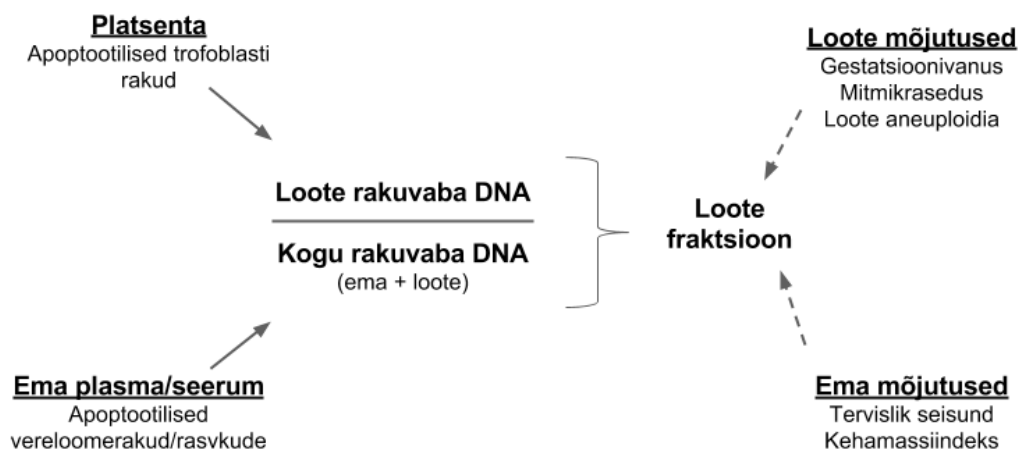 Platsenta
Apoptootilised trofoblasti
rakud
Loote mõjutused
Gestatsioonivanus
Mitmikrasedus
Loote aneuploidia
Loote rakuvaba DNA
Kogu rakuvaba DNA
(ema + loote)
Loote
fraktsioon
Ema plasma/seerum
Apoptootilised
vereloomerakud/rasvkude
Ema mõjutused
Tervislik seisund
Kehamassiindeks